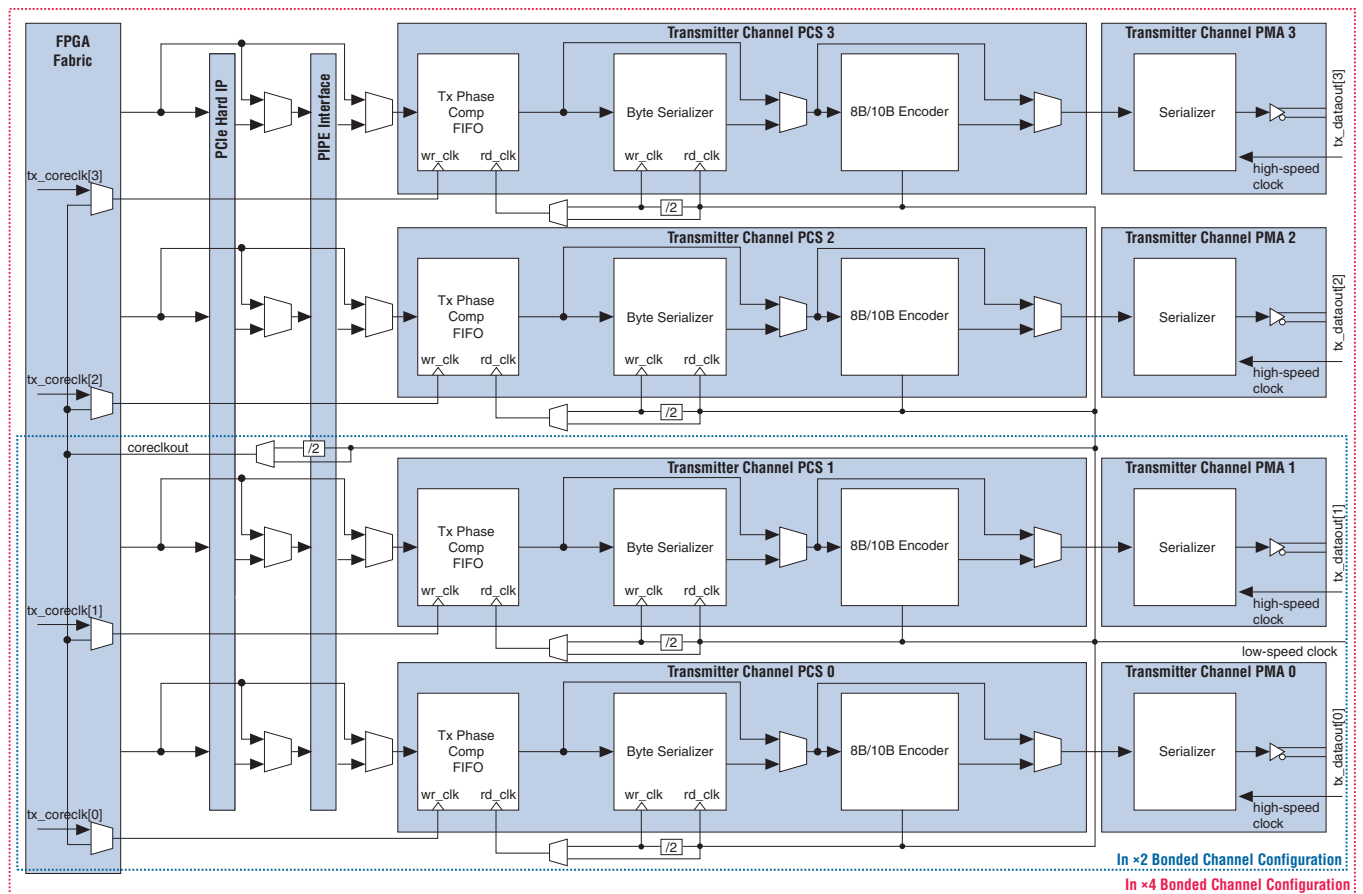 FPGA
Fabric
PCIe Hard IP
PIPE Interface
Transmitter Channel PCS 3
Tx Phase
Comp
FIFO
wr_clk rd_clk
Byte Serializer
wr_clk rd_clk
8B/10B Encoder
/2
Transmitter Channel PMA 3
Serializer
high-speed
clock
tx_dataout[3]
tx_coreclk[3]
Transmitter Channel PCS 2
Tx Phase
Comp
FIFO
wr_clk rd_clk
Byte Serializer
wr_clk rd_clk
8B/10B Encoder
/2
Transmitter Channel PMA 2
Serializer
high-speed
clock
tx_dataout[2]
tx_coreclk[2]
coreclkout
/2
Transmitter Channel PCS 1
Tx Phase
Comp
FIFO
wr_clk rd_clk
Byte Serializer
wr_clk rd_clk
8B/10B Encoder
/2
Transmitter Channel PMA 1
Serializer
high-speed
clock
tx_dataout[1]
tx_coreclk[1]
low-speed clock
Transmitter Channel PCS 0
Tx Phase
Comp
FIFO
wr_clk rd_clk
Byte Serializer
wr_clk rd_clk
8B/10B Encoder
/2
Transmitter Channel PMA 0
Serializer
high-speed
clock
tx_dataout[0]
tx_coreclk[0]
In ×2 Bonded Channel Configuration
In ×4 Bonded Channel Configuration